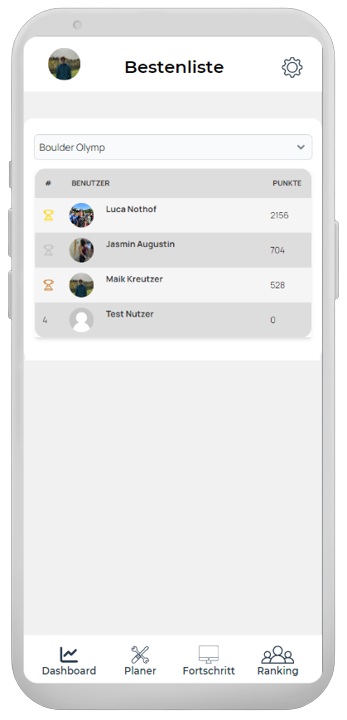 Bestenliste
Boulder Olymp
# BENUTZER PUNKTE
Luca Nothof 2156
Jasmin Augustin 704
Maik Kreutzer 528
4 Test Nutzer 0
Dashboard Planer Fortschritt Ranking